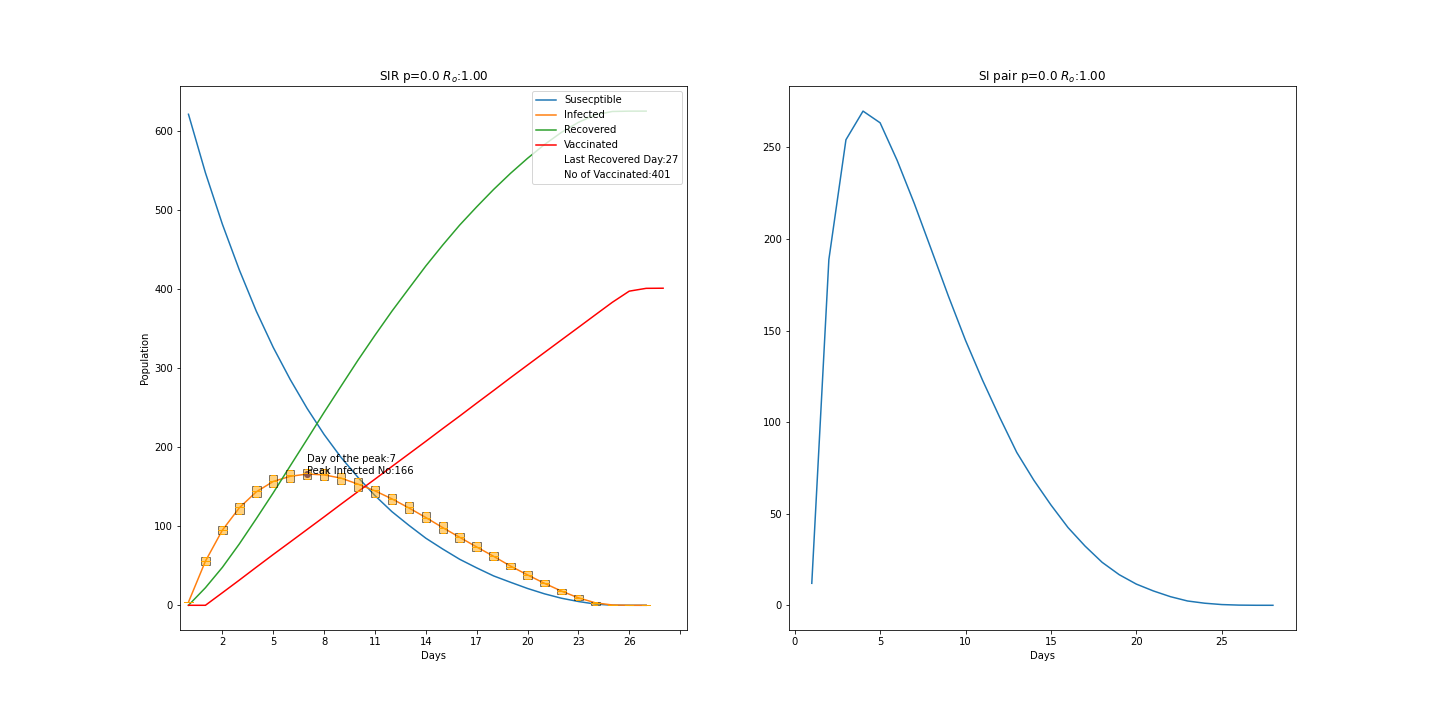 SIR p=0.0 Rₒ:1.00
Susecptible
Infected
Recovered
Vaccinated
Last Recovered Day:27
No of Vaccinated:401
600
500
400
300
200
100
0
Population
Day of the peak:7
Peak Infected No:166
2 5 8 11 14 17 20 23 26
Days
SI pair p=0.0 Rₒ:1.00
250
200
150
100
50
0
0 5 10 15 20 25
Days